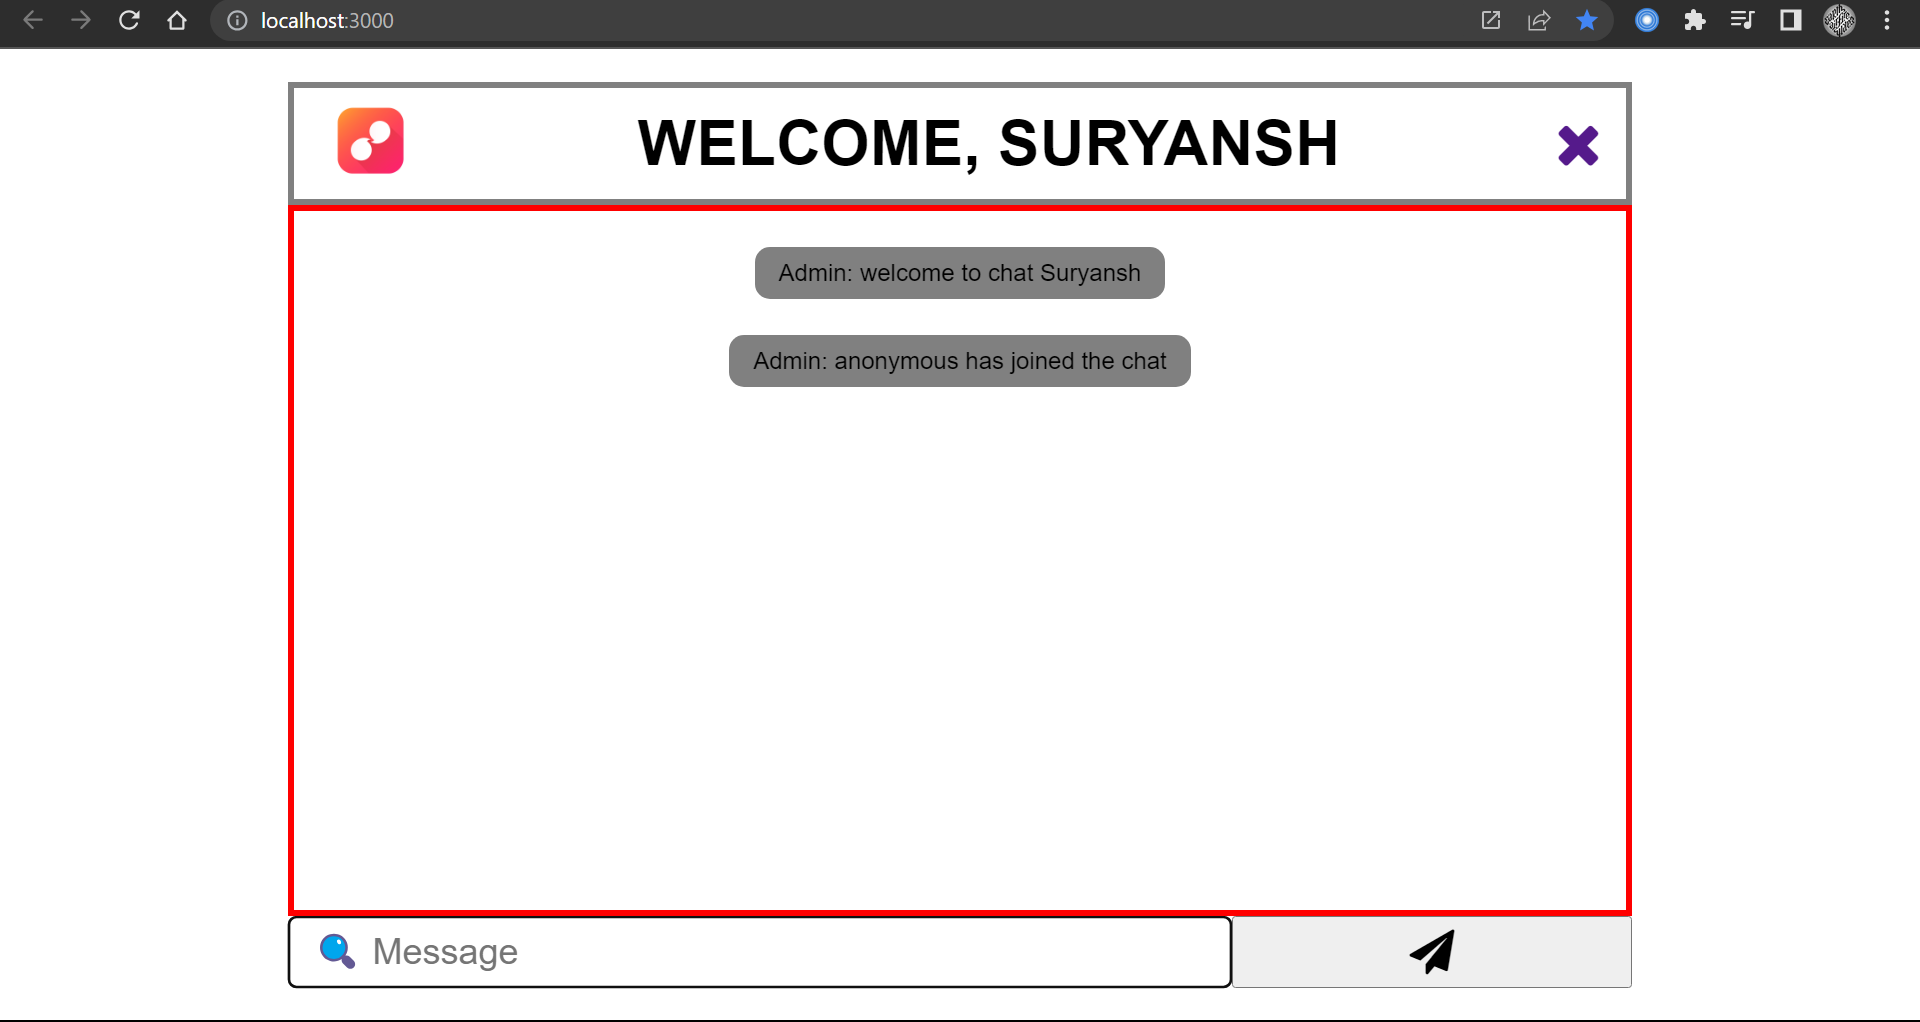 localhost:3000
WELCOME, SURYANSH
Admin: welcome to chat Suryansh
Admin: anonymous has joined the chat
Message